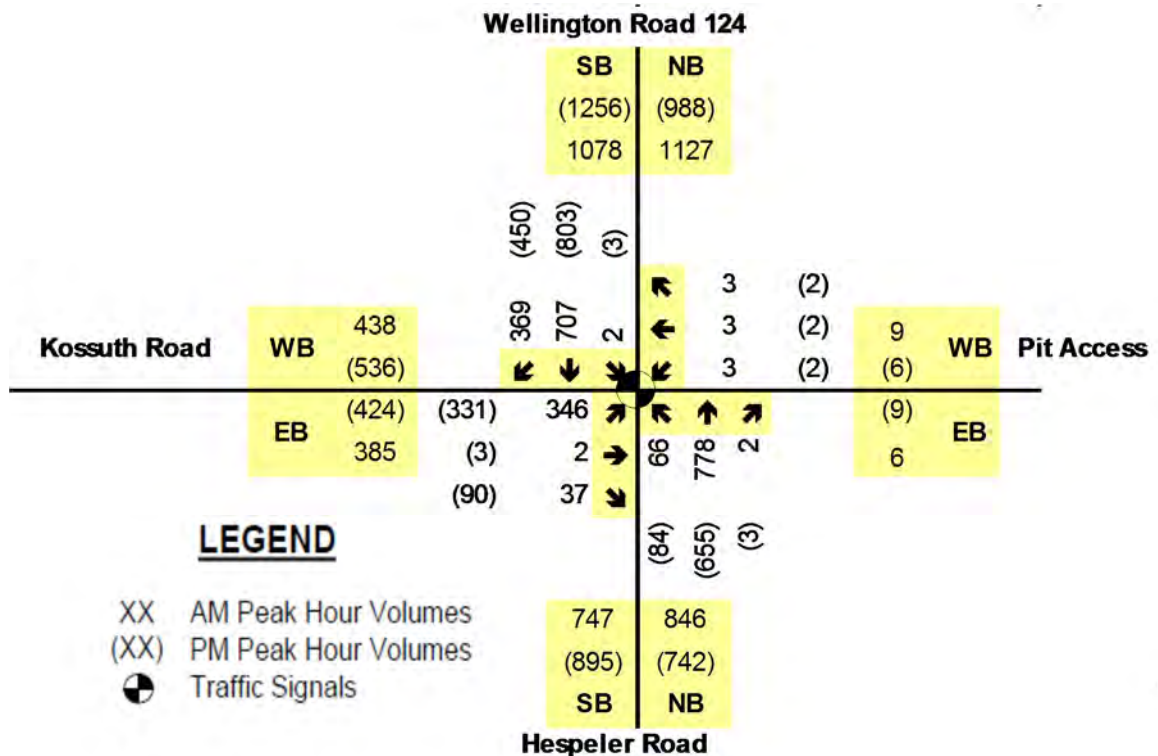 Wellington Road 124
SB NB
(1256) (988)
1078 1127
(450) (803) (3)
369 707 2
3 (2)
3 (2)
3 (2)
Kossuth Road
WB
438
(536)
EB
(424)
385
(331) 346
(3) 2
(90) 37
66 778 2
(84) (655) (3)
9
(6)
WB
Pit Access
(9)
6
EB
LEGEND
XX AM Peak Hour Volumes
(XX) PM Peak Hour Volumes
Traffic Signals
747 846
(895) (742)
SB NB
Hespeler Road